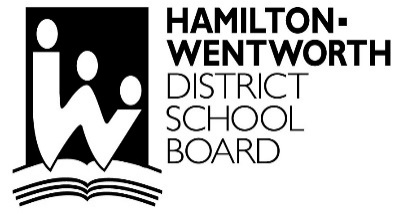 HAMILTON-
WENTWORTH
DISTRICT
SCHOOL
BOARD